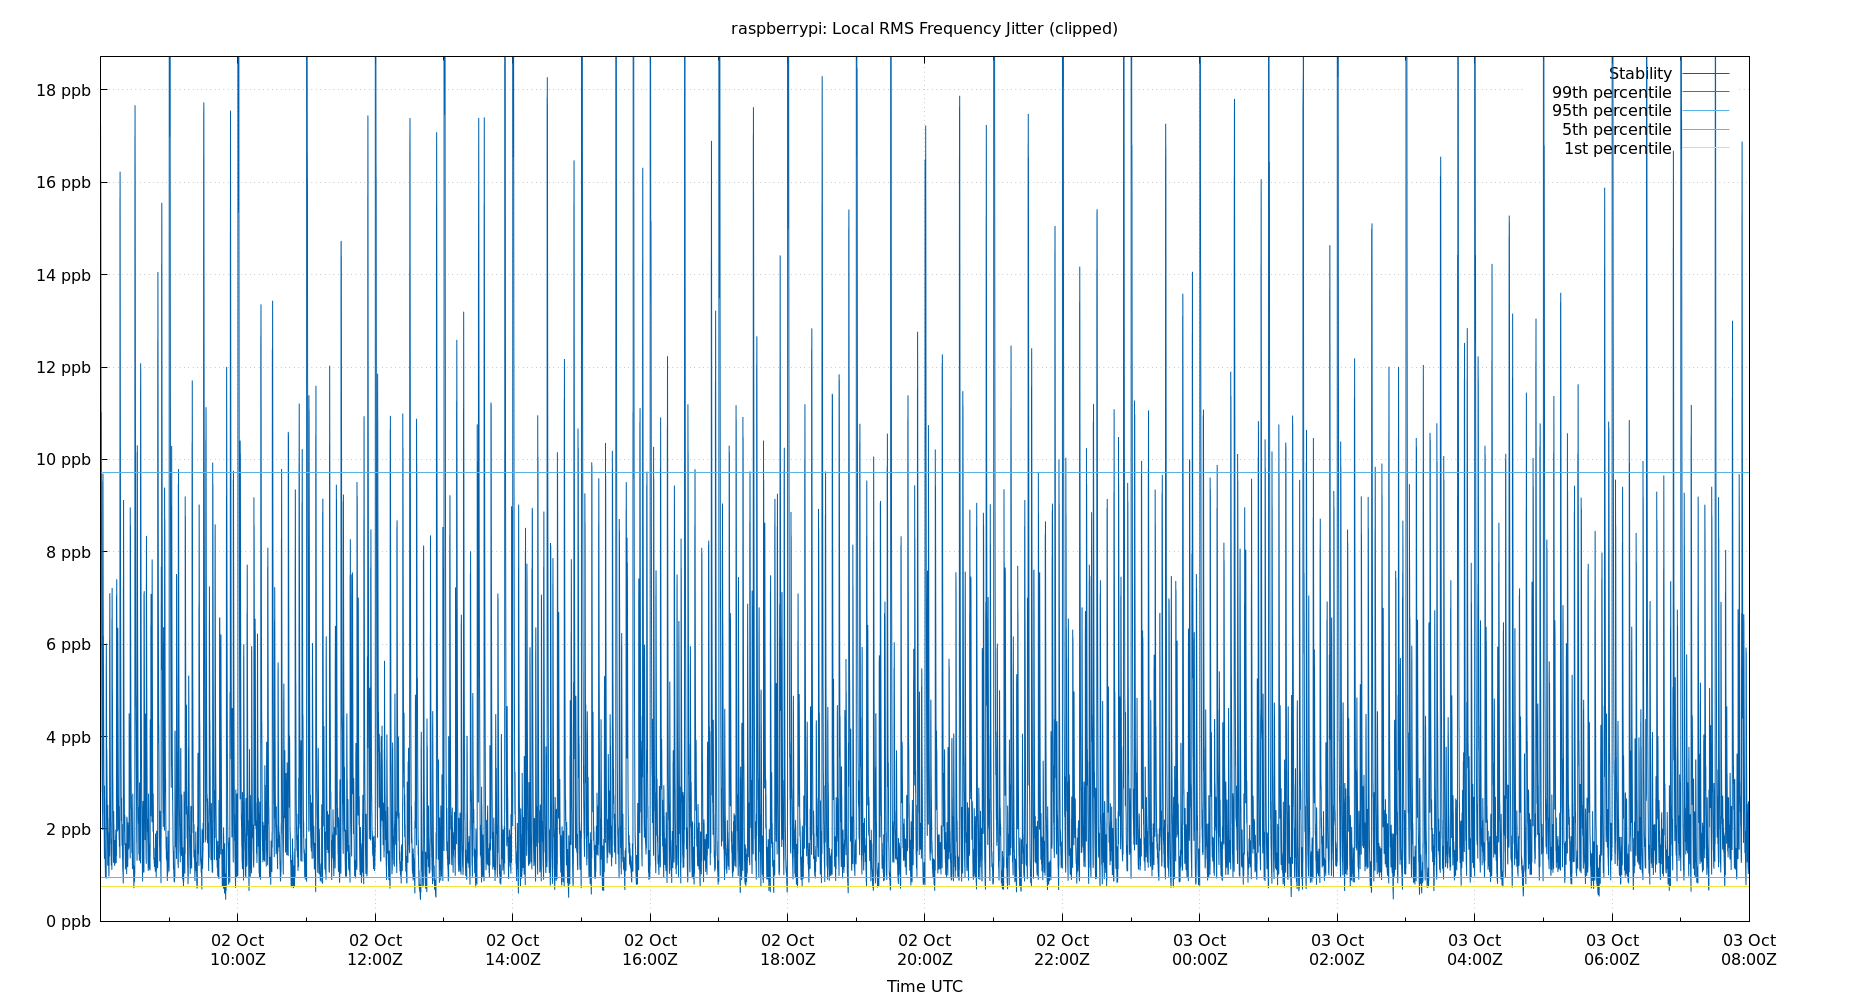 raspberrypi: Local RMS Frequency Jitter (clipped)
18 ppb
16 ppb
14 ppb
12 ppb
10 ppb
8 ppb
6 ppb
4 ppb
2 ppb
0 ppb
Stability
99th percentile
95th percentile
5th percentile
1st percentile
02 Oct
10:00Z
02 Oct
12:00Z
02 Oct
14:00Z
02 Oct
16:00Z
02 Oct
18:00Z
02 Oct
20:00Z
02 Oct
22:00Z
03 Oct
00:00Z
03 Oct
02:00Z
03 Oct
04:00Z
03 Oct
06:00Z
03 Oct
08:00Z
Time UTC